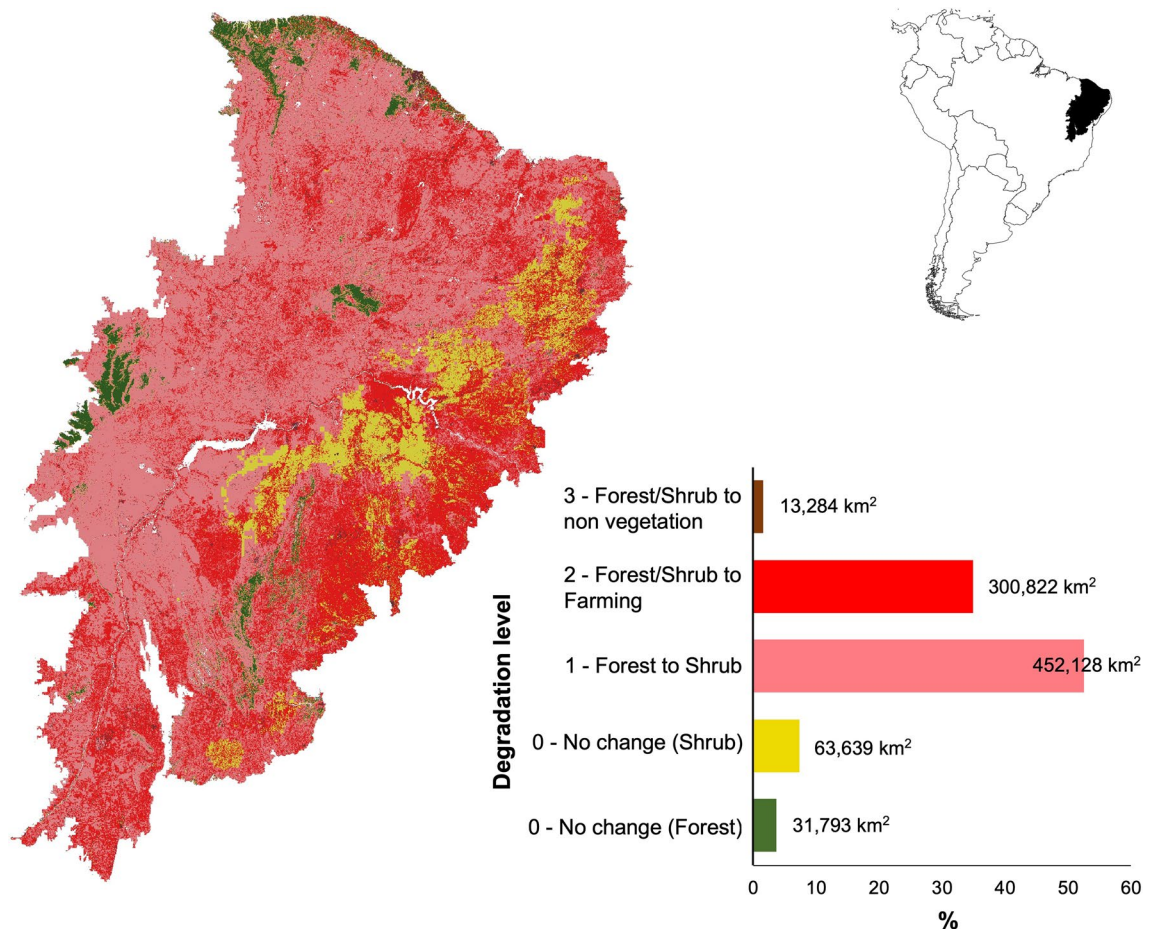 3 - Forest/Shrub to
non vegetation
13,284 km²
2 - Forest/Shrub to
Farming
300,822 km²
1 - Forest to Shrub
452,128 km²
0 - No change (Shrub)
63,639 km²
0 - No change (Forest)
31,793 km²
Degradation level
0 10 20 30 40 50 60
%